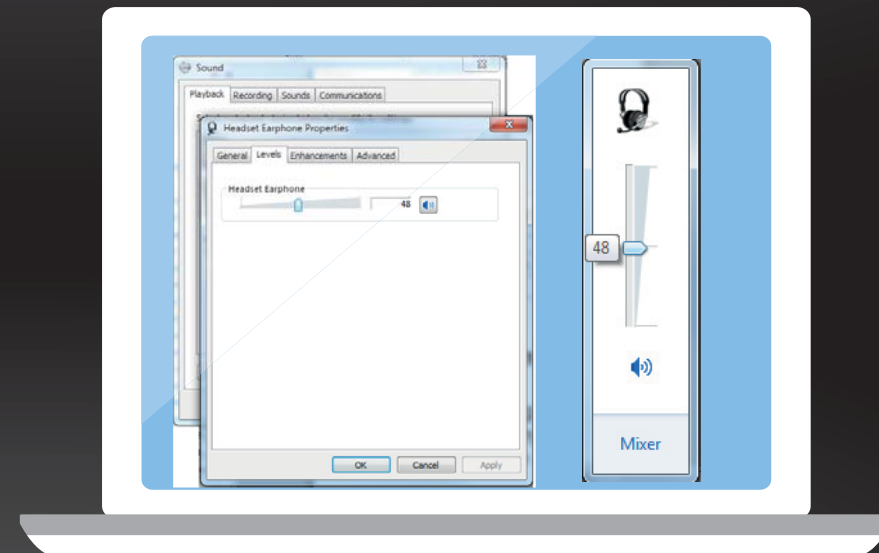 Sound
Playback Recording Sounds Communications
Headset Earphone Properties
General Levels Enhancements Advanced
Headset Earphone
48
OK Cancel Apply
48
Mixer